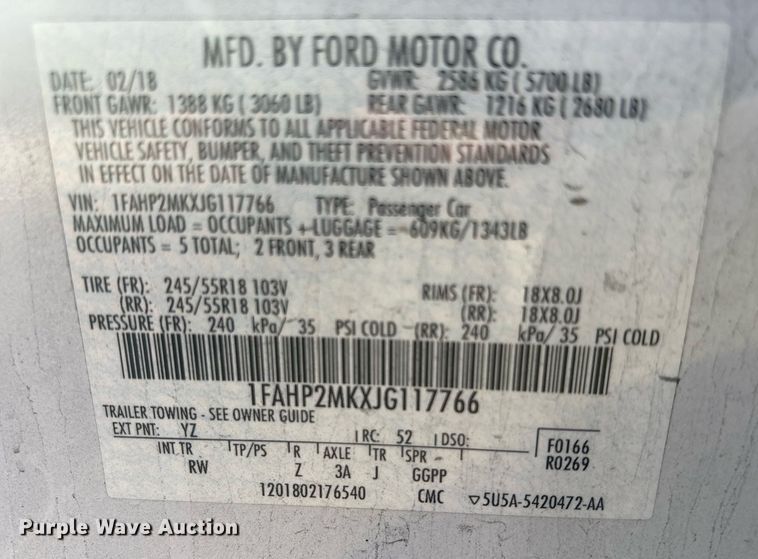 MFD. BY FORD MOTOR CO.
DATE: 02/18 GVWR: 2586 KG ( 5700 LB)
FRONT GAWR: 1388 KG ( 3060 LB) REAR GAWR: 1216 KG ( 2680 LB)
THIS VEHICLE CONFORMS TO ALL APPLICABLE FEDERAL MOTOR
VEHICLE SAFETY, BUMPER, AND THEFT PREVENTION STANDARDS
IN EFFECT ON THE DATE OF MANUFACTURE SHOWN ABOVE.
VIN: 1FAHP2MKXJG117766 TYPE: Passenger Car
MAXIMUM LOAD = OCCUPANTS + LUGGAGE = 609KG/1343LB
OCCUPANTS = 5 TOTAL; 2 FRONT, 3 REAR
TIRE (FR): 245/55R18 103V RIMS (FR): 18X8.0J
(RR): 245/55R18 103V (RR): 18X8.0J
PRESSURE (FR): 240 kPa/ 35 PSI COLD (RR): 240 kPa/ 35 PSI COLD
1FAHP2MKXJG117766
TRAILER TOWING - SEE OWNER GUIDE
EXT PNT: YZ RC: 52 DSO: F0166
INT TR TP/PS R AXLE TR SPR R0269
RW Z 3A J GGPP
1201802176540 CMC ▽5U5A-5420472-AA
Purple Wave Auction